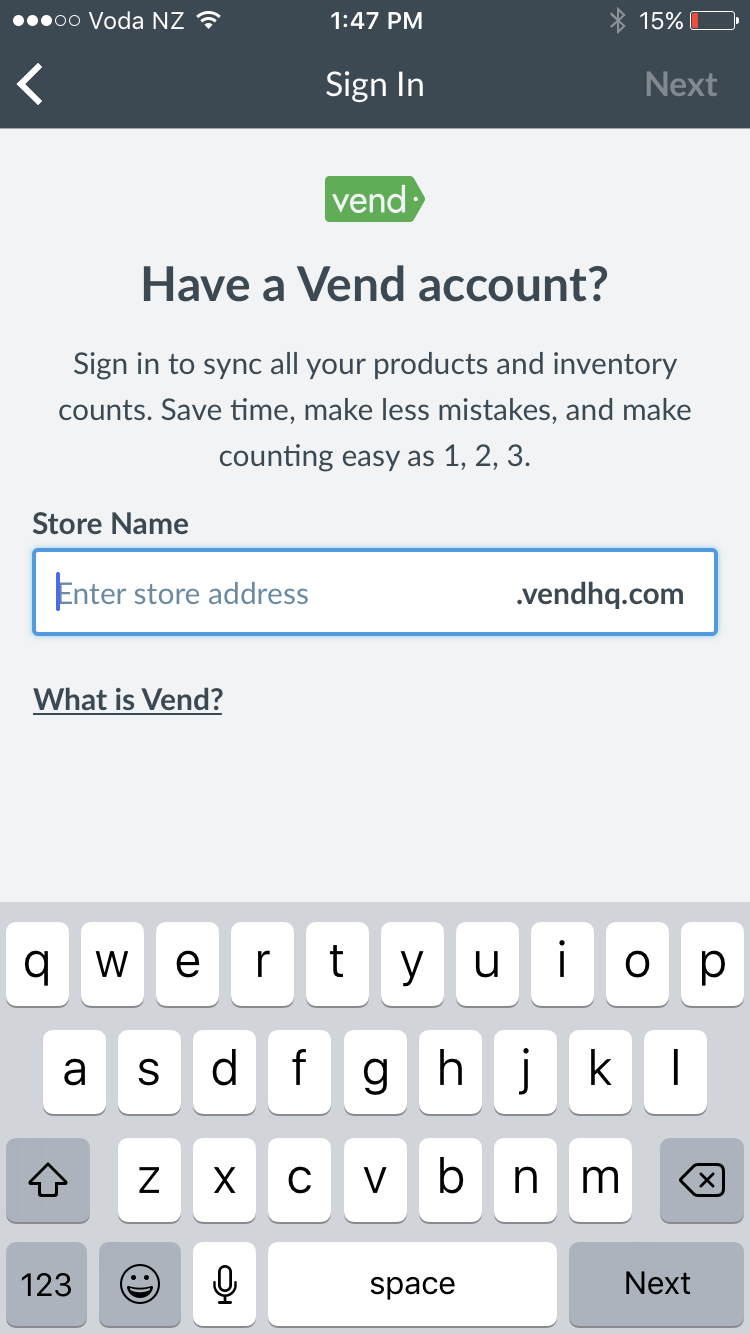 Voda NZ 1:47 PM 15%
Sign In Next
vend
Have a Vend account?
Sign in to sync all your products and inventory
counts. Save time, make less mistakes, and make
counting easy as 1, 2, 3.
Store Name
Enter store address .vendhq.com
What is Vend?
q w e r t y u i o p
a s d f g h j k l
z x c v b n m
123 space Next